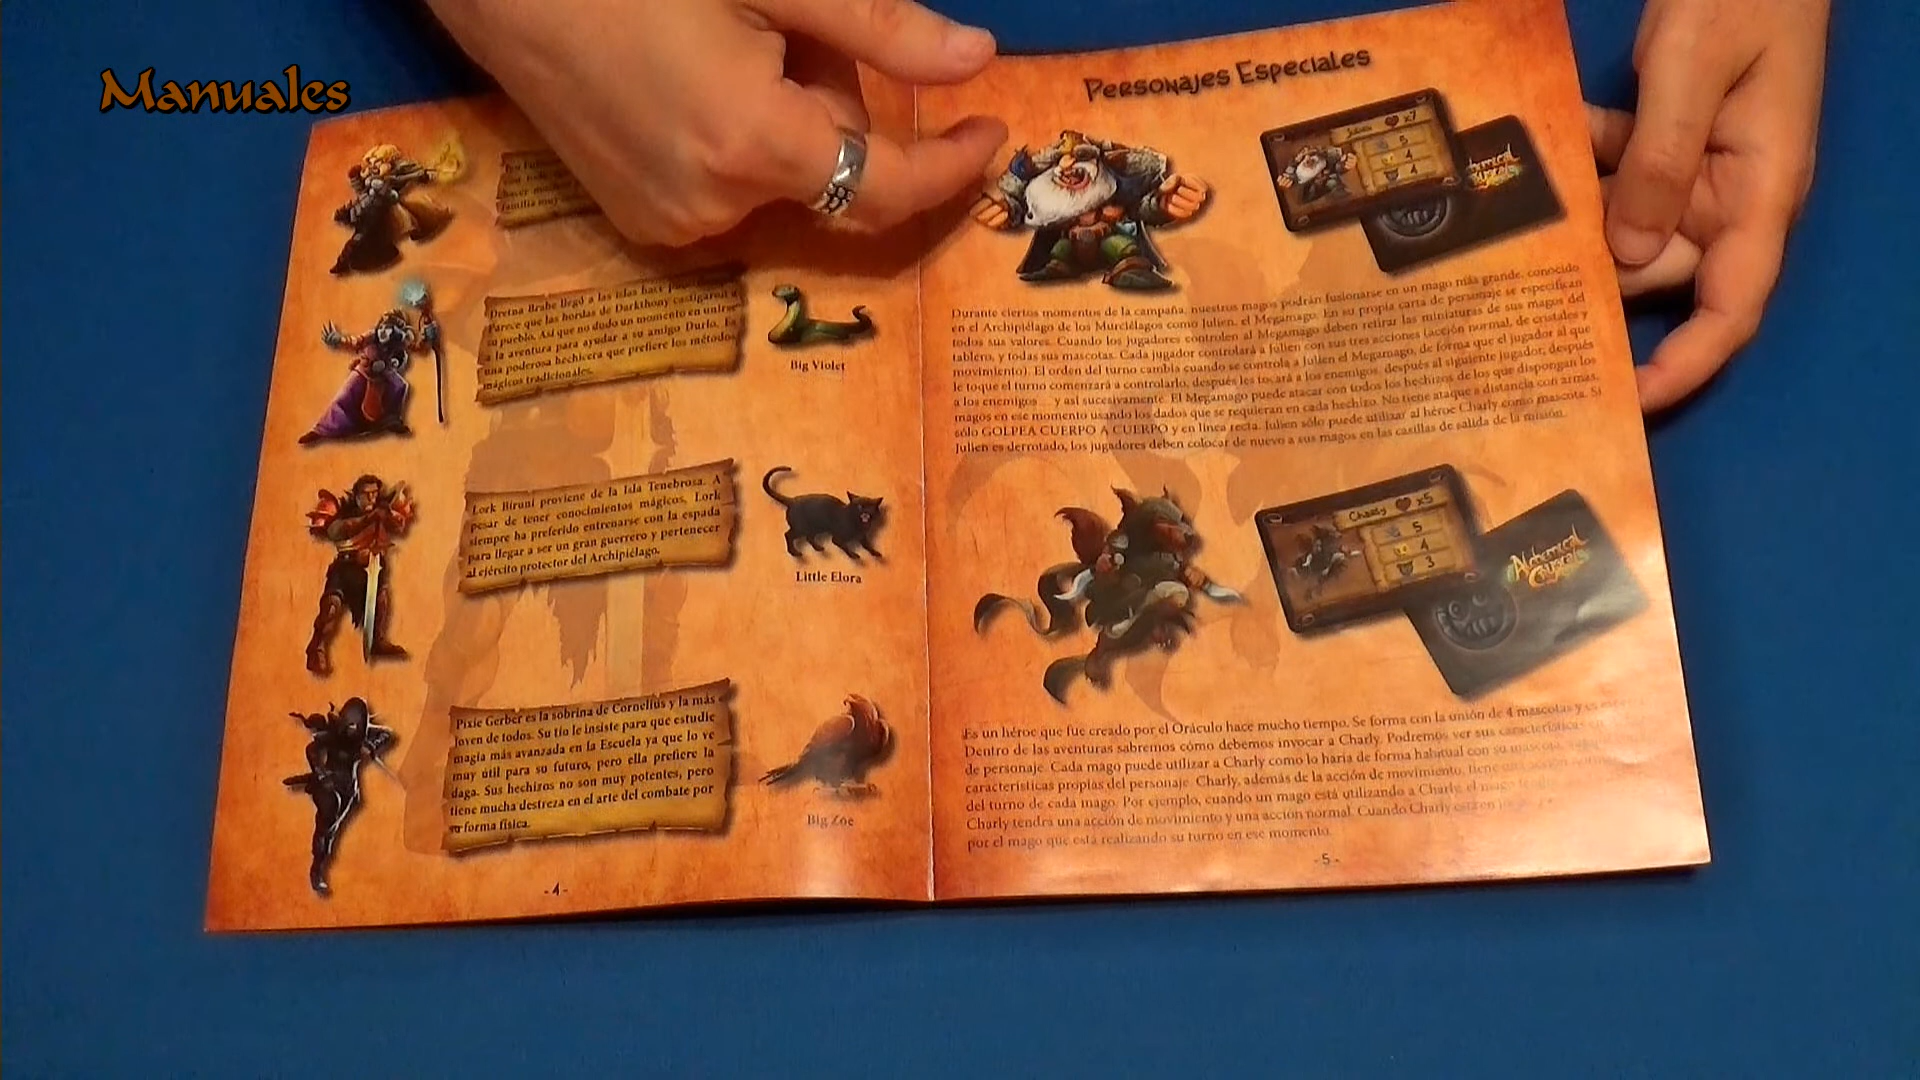 Manuales
Dretna Brahe llegó a las islas hace
Parece que las hordas de Darkthony castigaron a
su pueblo. Así que no dudo un momento en unirse
a la aventura para ayudar a su amigo Durlo. Es
una poderosa hechicera que prefiere los métodos
mágicos tradicionales.
Big Violet
Lork Biruni proviene de la Isla Tenebrosa. A
pesar de tener conocimientos mágicos, Lork
siempre ha preferido entrenarse con la espada
para llegar a ser un gran guerrero y pertenecer
al ejército protector del Archipiélago.
Little Elora
Pixie Gerber es la sobrina de Cornelius y la más
joven de todos. Su tío le insiste para que estudie
magia más avanzada en la Escuela ya que lo ve
muy útil para su futuro, pero ella prefiere la
daga. Sus hechizos no son muy potentes, pero
tiene mucha destreza en el arte del combate por
su forma física.
Big Zoe
-4-
Personajes Especiales
Julien x7
5
4
4
Durante ciertos momentos de la campaña, nuestros magos podrán fusionarse en un mago más grande, conocido
en el Archipiélago de los Murciélagos como Julien, el Megamago. En su propia carta de personaje se especifican
todos sus valores. Cuando los jugadores controlen al Megamago deben retirar las miniaturas de sus magos del
tablero, y todas sus mascotas. Cada jugador controlará a Julien con sus tres acciones (acción normal, de cristales y
movimiento). El orden del turno cambia cuando se controla a Julien el Megamago, de forma que el jugador al que
le toque el turno comenzará a controlarlo, después les tocará a los enemigos, después al siguiente jugador, después
a los enemigos... y así sucesivamente. El Megamago puede atacar con todos los hechizos de los que dispongan los
magos en ese momento usando los dados que se requieran en cada hechizo. No tiene ataque a distancia con armas,
sólo GOLPEA CUERPO A CUERPO y en línea recta. Julien sólo puede utilizar al héroe Charly como mascota. Si
Julien es derrotado, los jugadores deben colocar de nuevo a sus magos en las casillas de salida de la misión.
Charly x5
5
4
3
Alchemical
Crystals
Es un héroe que fue creado por el Oráculo hace mucho tiempo. Se forma con la unión de 4 mascotas y
Dentro de las aventuras sabremos cómo debemos invocar a Charly. Podremos ver sus características en
de personaje. Cada mago puede utilizar a Charly como lo haría de forma habitual con su mascota
características propias del personaje. Charly, además de la acción de movimiento, tiene una acción
del turno de cada mago. Por ejemplo, cuando un mago está utilizando a Charly, el mago
Charly tendrá una acción de movimiento y una acción normal. Cuando Charly
por el mago que está realizando su turno en ese momento.
-5-